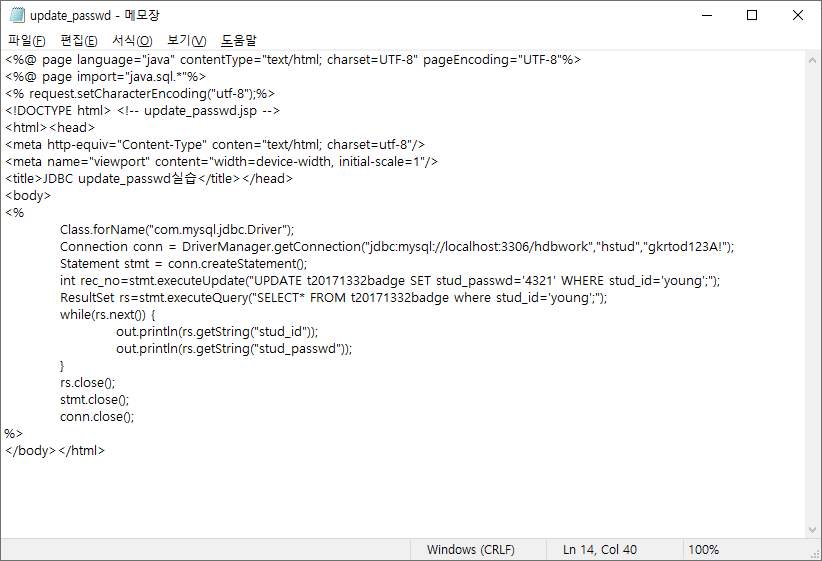 update_passwd - 메모장
파일(F) 편집(E) 서식(O) 보기(V) 도움말
<%@ page language="java" contentType="text/html; charset=UTF-8" pageEncoding="UTF-8"%>
<%@ page import="java.sql.*"%>
<% request.setCharacterEncoding("utf-8");%>
<!DOCTYPE html> <!-- update_passwd.jsp -->
<html><head>
<meta http-equiv="Content-Type" conten="text/html; charset=utf-8"/>
<meta name="viewport" content="width=device-width, initial-scale=1"/>
<title>JDBC update_passwd실습</title></head>
<body>
<%
Class.forName("com.mysql.jdbc.Driver");
Connection conn = DriverManager.getConnection("jdbc:mysql://localhost:3306/hdbwork","hstud","gkrtod123A!");
Statement stmt = conn.createStatement();
int rec_no=stmt.executeUpdate("UPDATE t20171332badge SET stud_passwd='4321' WHERE stud_id='young';");
ResultSet rs=stmt.executeQuery("SELECT* FROM t20171332badge where stud_id='young';");
while(rs.next()) {
out.println(rs.getString("stud_id"));
out.println(rs.getString("stud_passwd"));
}
rs.close();
stmt.close();
conn.close();
%>
</body></html>
Windows (CRLF) Ln 14, Col 40 100%